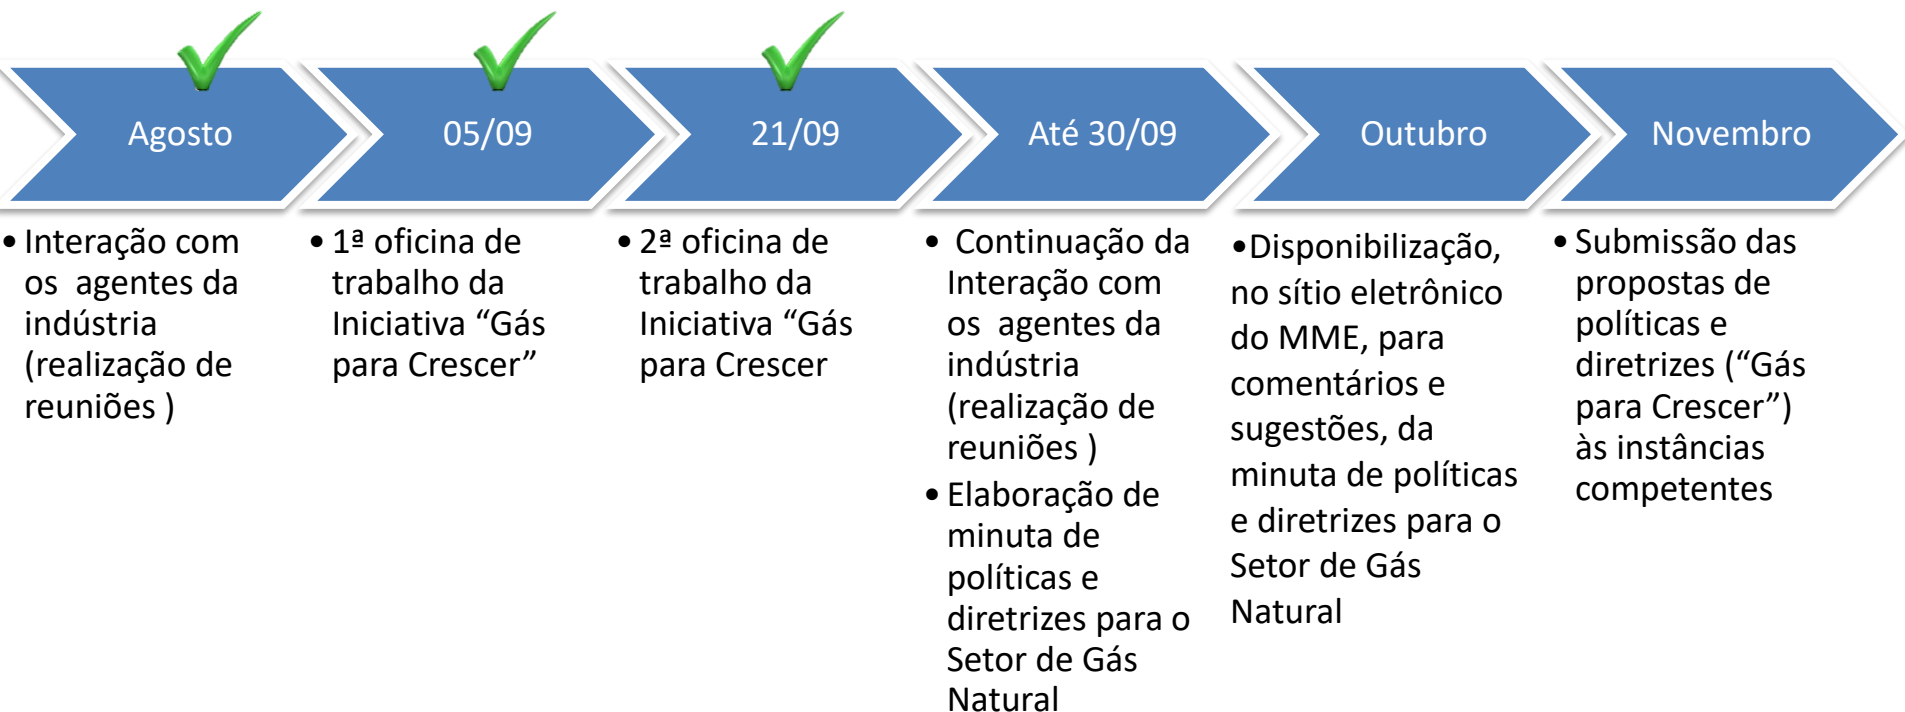 Agosto
05/09
21/09
Até 30/09
Outubro
Novembro
• Interação com
os  agentes da
indústria
(realização de
reuniões )
• 1ª oficina de
trabalho da
Iniciativa “Gás
para Crescer”
• 2ª oficina de
trabalho da
Iniciativa “Gás
para Crescer
•  Continuação da
Interação com
os  agentes da
indústria
(realização de
reuniões )
• Elaboração de
minuta de
políticas e
diretrizes para o
Setor de Gás
Natural
•Disponibilização,
no sítio eletrônico
do MME, para
comentários e
sugestões, da
minuta de políticas
e diretrizes para o
Setor de Gás
Natural
• Submissão das
propostas de
políticas e
diretrizes (“Gás
para Crescer”)
às instâncias
competentes